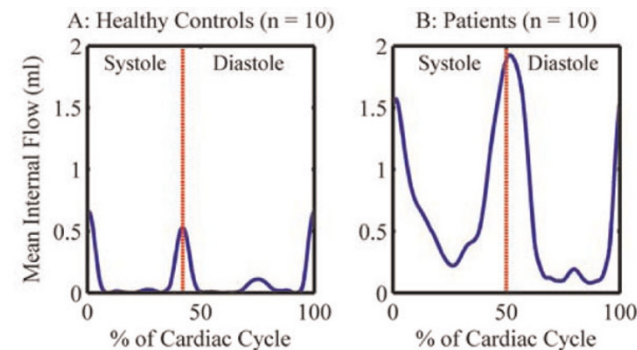 A: Healthy Controls (n = 10)
B: Patients (n = 10)
Mean Internal Flow (ml)
2
1.5
1
0.5
0
Systole
Diastole
0
50
100
% of Cardiac Cycle
2
1.5
1
0.5
0
Systole
Diastole
0
50
100
% of Cardiac Cycle